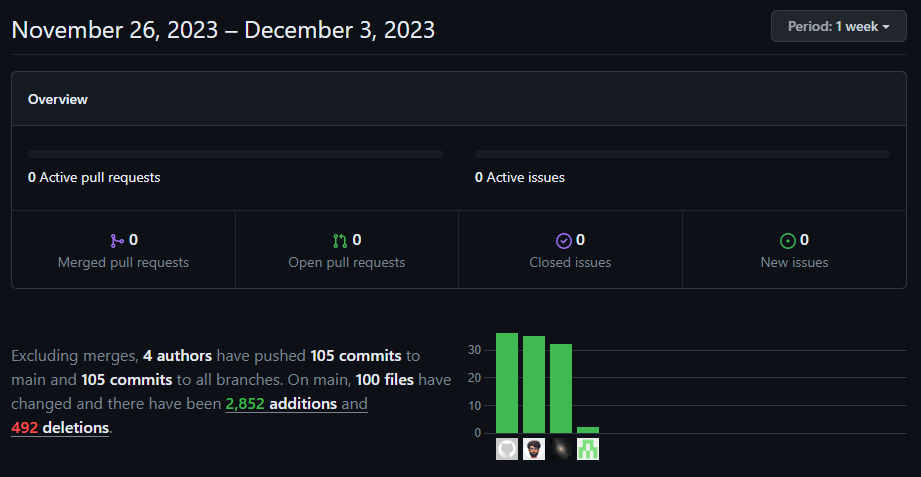 November 26, 2023 – December 3, 2023
Period: 1 week
Overview
0 Active pull requests
0 Active issues
0
Merged pull requests
0
Open pull requests
0
Closed issues
0
New issues
Excluding merges, 4 authors have pushed 105 commits to
main and 105 commits to all branches. On main, 100 files have
changed and there have been 2,852 additions and
492 deletions.
30
20
10
0